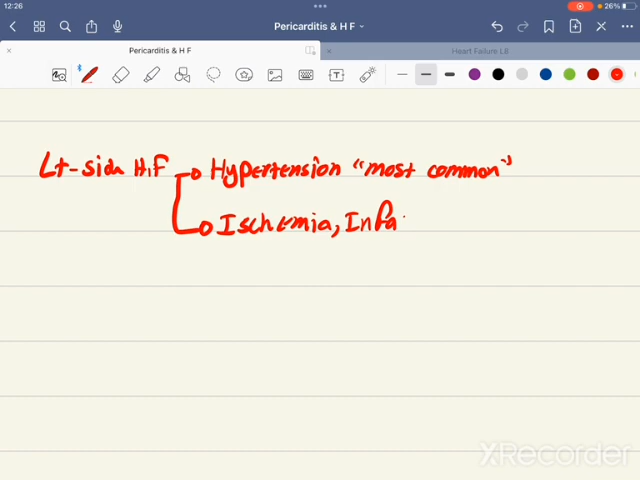 12:26
26%
Pericarditis & H F
Pericarditis & H F
Heart Failure L8
Lt-side H,F Hypertension "most common"
Ischemia, Infa
XRecorder